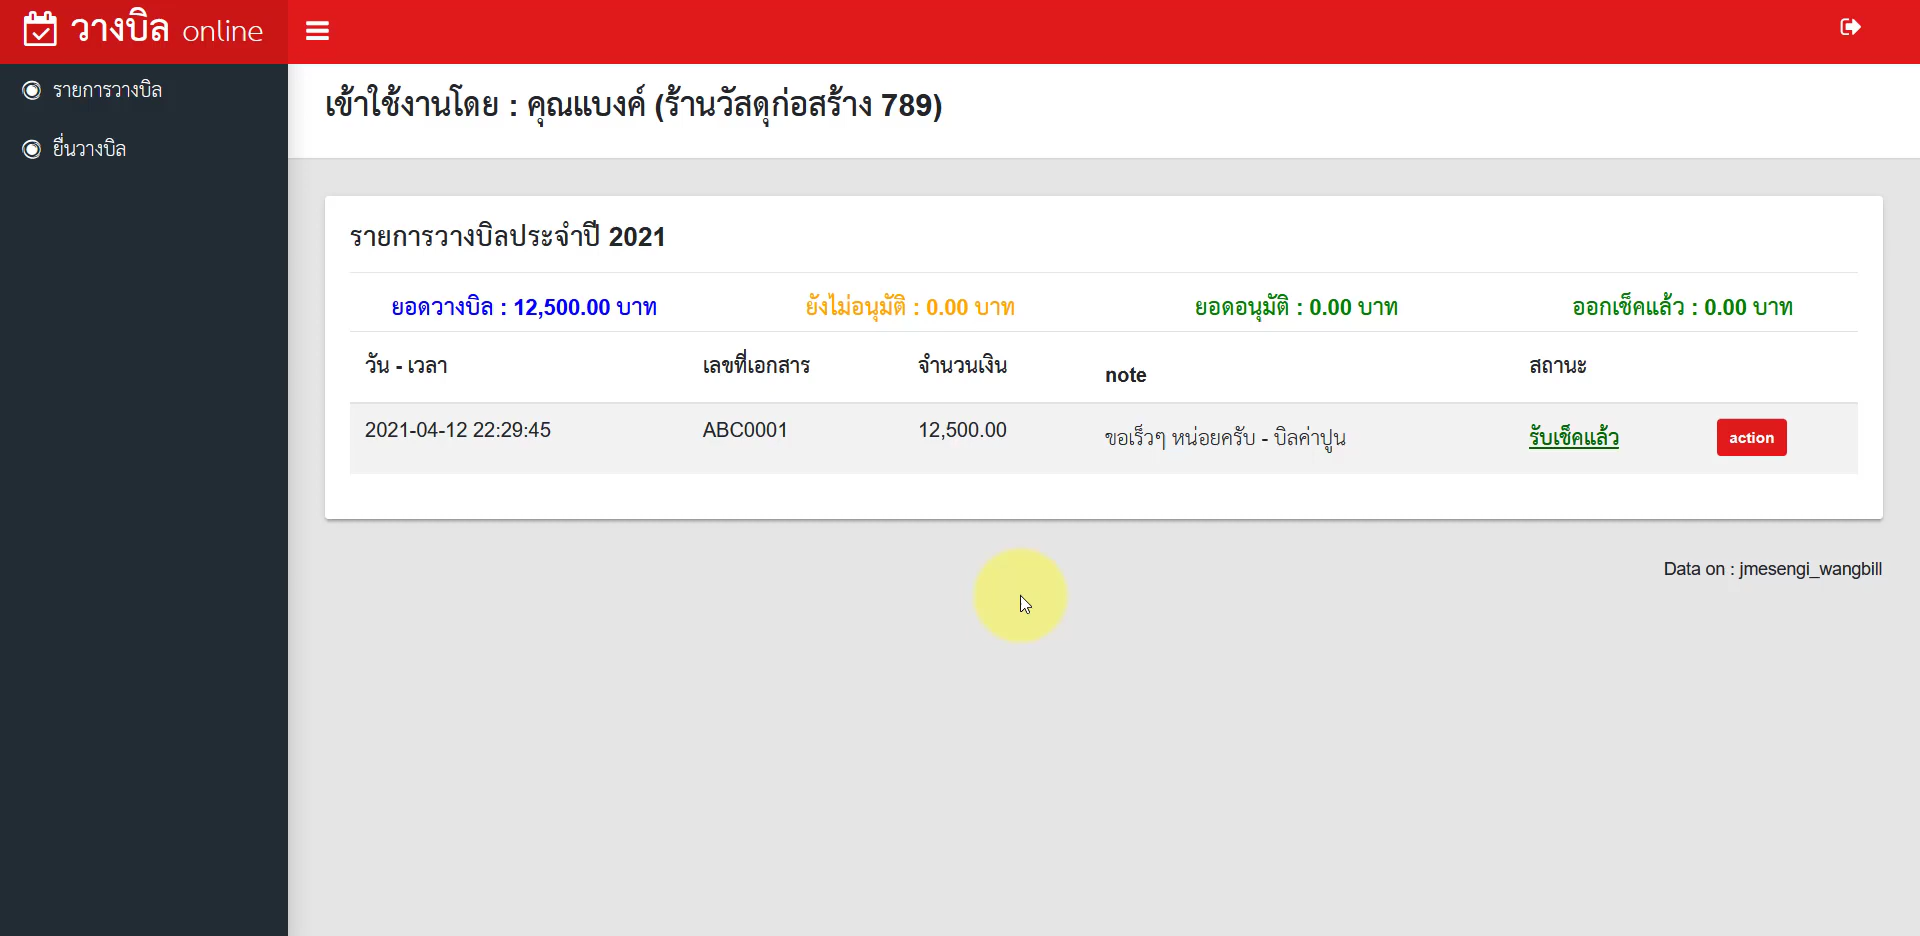 วางบิล online
รายการวางบิล
ยื่นวางบิล
เข้าใช้งานโดย : คุณแบงค์ (ร้านวัสดุก่อสร้าง 789)
รายการวางบิลประจำปี 2021
ยอดวางบิล : 12,500.00 บาท ยังไม่อนุมัติ : 0.00 บาท ยอดอนุมัติ : 0.00 บาท ออกเช็คแล้ว : 0.00 บาท
วัน - เวลา เลขที่เอกสาร จำนวนเงิน note สถานะ
2021-04-12 22:29:45 ABC0001 12,500.00 ขอเร็วๆ หน่อยครับ - บิลค่าปูน รับเช็คแล้ว action
Data on : jmesengi_wangbill